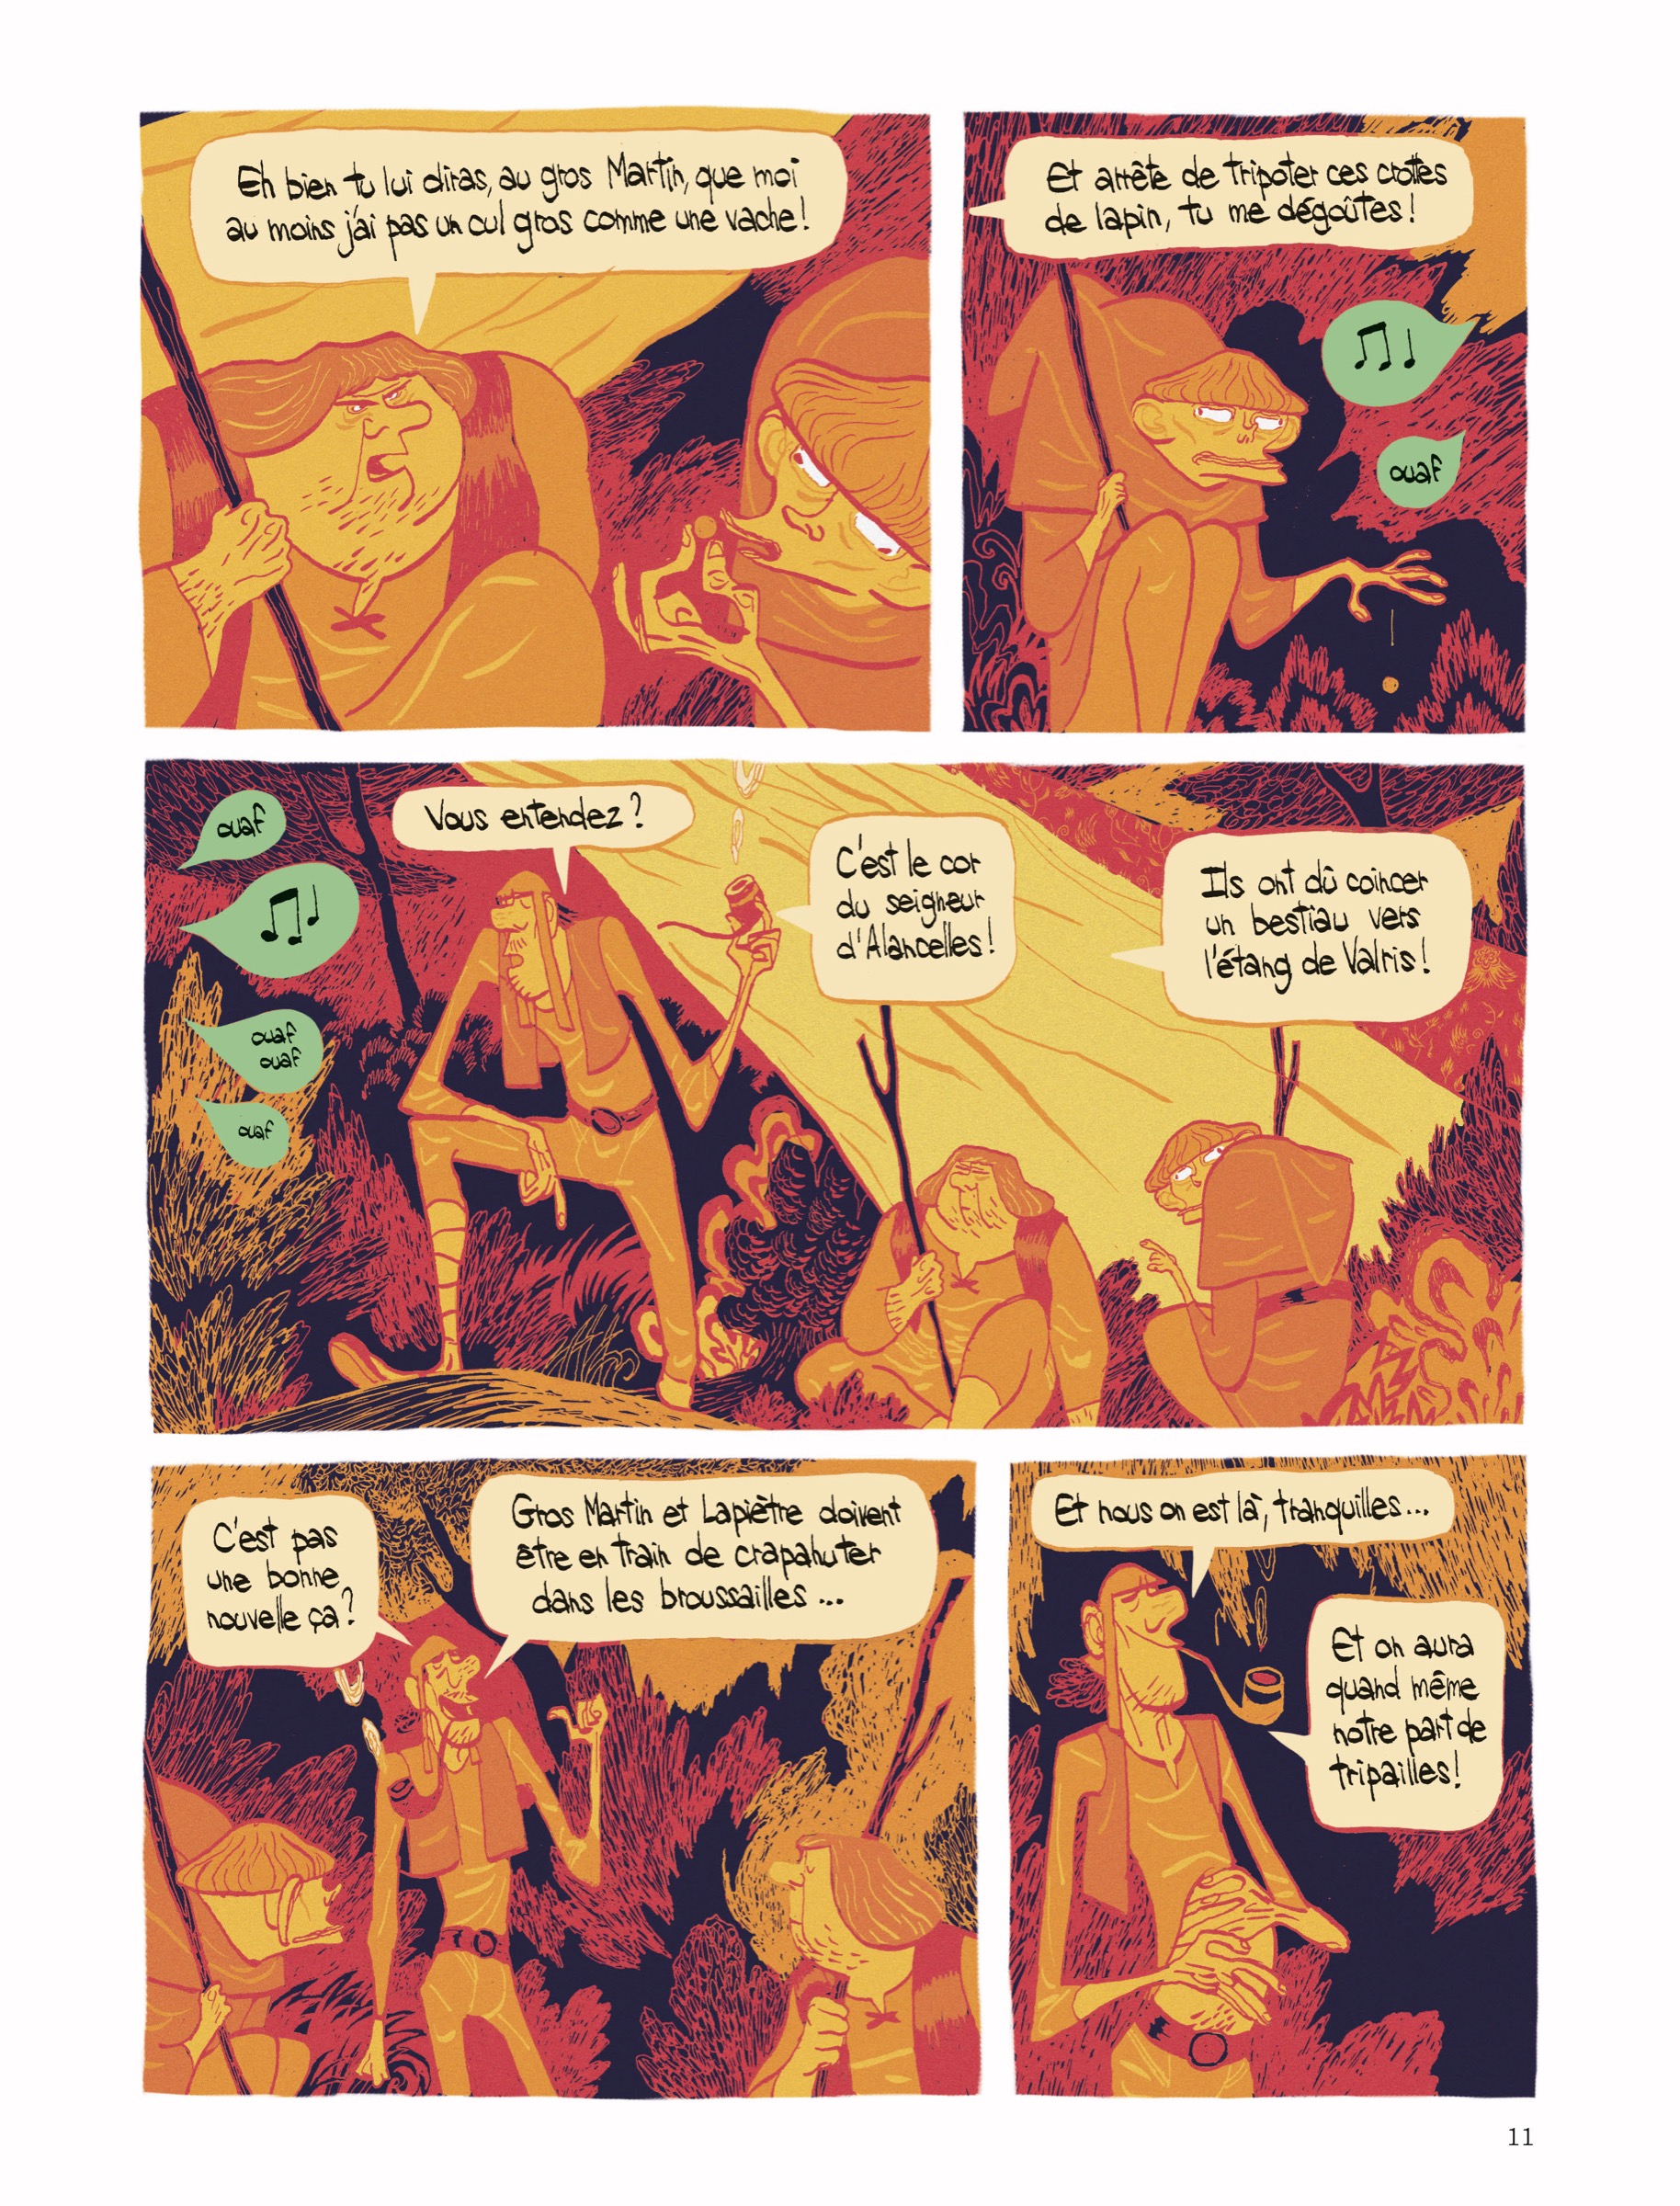 Eh bien tu lui diras, au gros Martin, que moi
au moins j'ai pas un cul gros comme une vache!
Et arrête de tripoter ces crottes
de lapin, tu me dégoûtes!
ouaf
ouaf
Vous entendez?
C'est le cor
du seigneur
d'Alancelles!
Ils ont dû coincer
un bestiau vers
l'étang de Valris!
ouaf
ouaf
ouaf
C'est pas
une bonne
nouvelle ça?
Gros Martin et Lapiètre doivent
être en train de crapahuter
dans les broussailles...
Et nous on est là, tranquilles...
Et on aura
quand même
notre part de
tripailles!
11